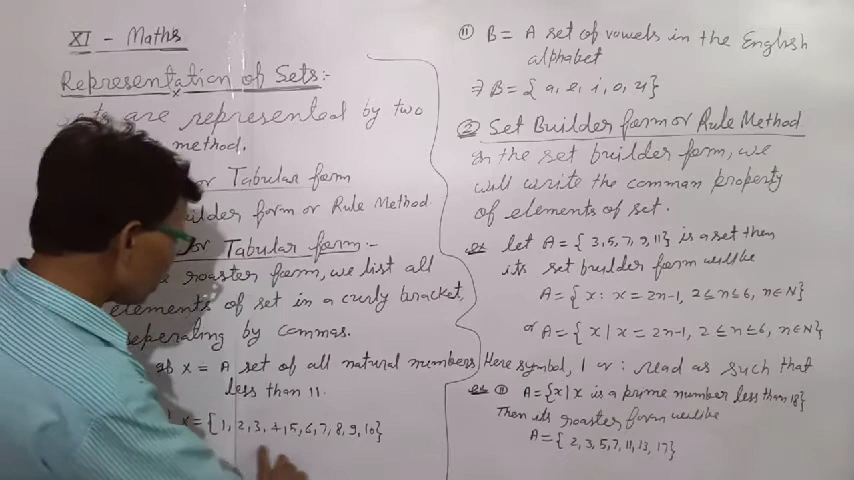 XI - Maths
Representation of Sets:-
Sets are represented by two
method.
or Tabular form
uilder form or Rule Method.
or Tabular form:-
roaster form, we list all
elements of set in a curly bracket,
seperating by commas.
X = A set of all natural numbers
less than 11.
X = {1, 2, 3, 4, 5, 6, 7, 8, 9, 10}
(11) B = A set of vowels in the English
alphabet
⇒ B = { a, e, i, o, u}
(2) Set Builder form or Rule Method
In the set builder form, we
will write the comman property
of elements of set.
ex let A = { 3, 5, 7, 9, 11} is a set then
its set builder form will be
A = { x : x = 2n-1, 2 ≤ n ≤ 6, n ∈ N}
or A = { x | x = 2n-1, 2 ≤ n ≤ 6, n ∈ N}
Here symbol, | or : read as such that
ex (11) A = {x | x is a prime number less than 18}
Then its roaster form will be
A = { 2, 3, 5, 7, 11, 13, 17}